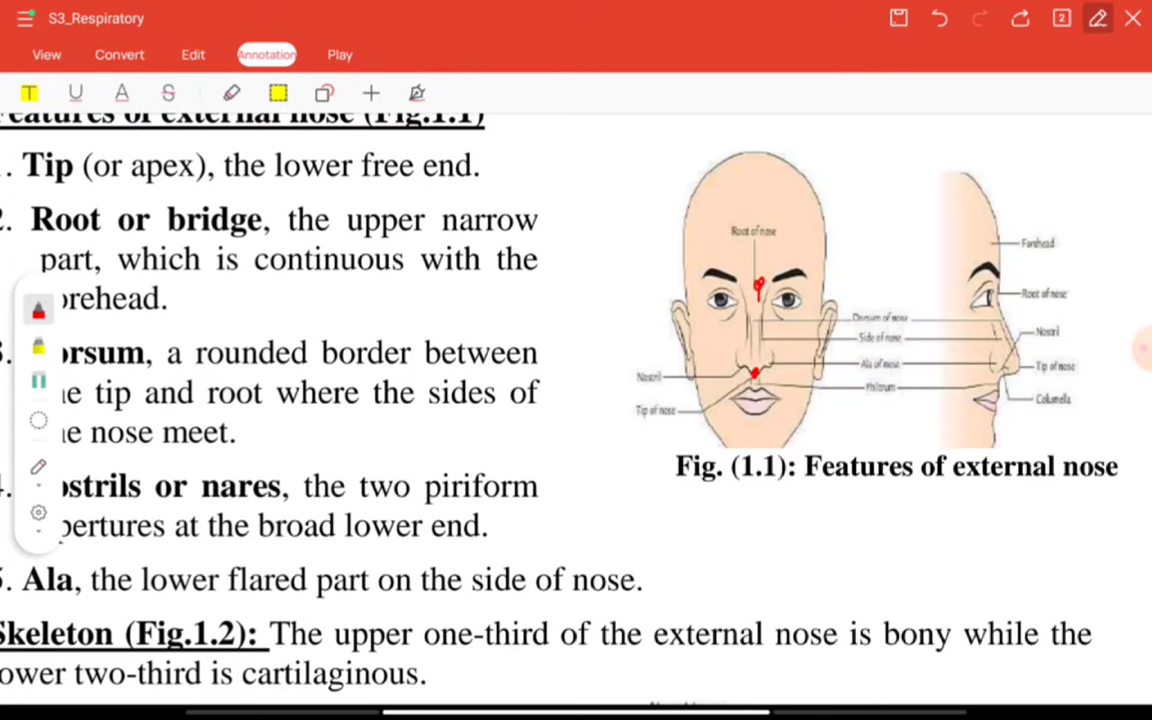 S3_Respiratory
2
View Convert Edit Annotation Play
T U A S
eatures of external nose (Fig.1.1)
. Tip (or apex), the lower free end.
2. Root or bridge, the upper narrow
part, which is continuous with the
orehead.
orsum, a rounded border between
e tip and root where the sides of
e nose meet.
ostrils or nares, the two piriform
pertures at the broad lower end.
5. Ala, the lower flared part on the side of nose.
Skeleton (Fig.1.2): The upper one-third of the external nose is bony while the
ower two-third is cartilaginous.
Root of nose
Forehead
Root of nose
Dorsum of nose
Side of nose
Nostril
Ala of nose
Tip of nose
Nostril
Philtrum
Columella
Tip of nose
Fig. (1.1): Features of external nose